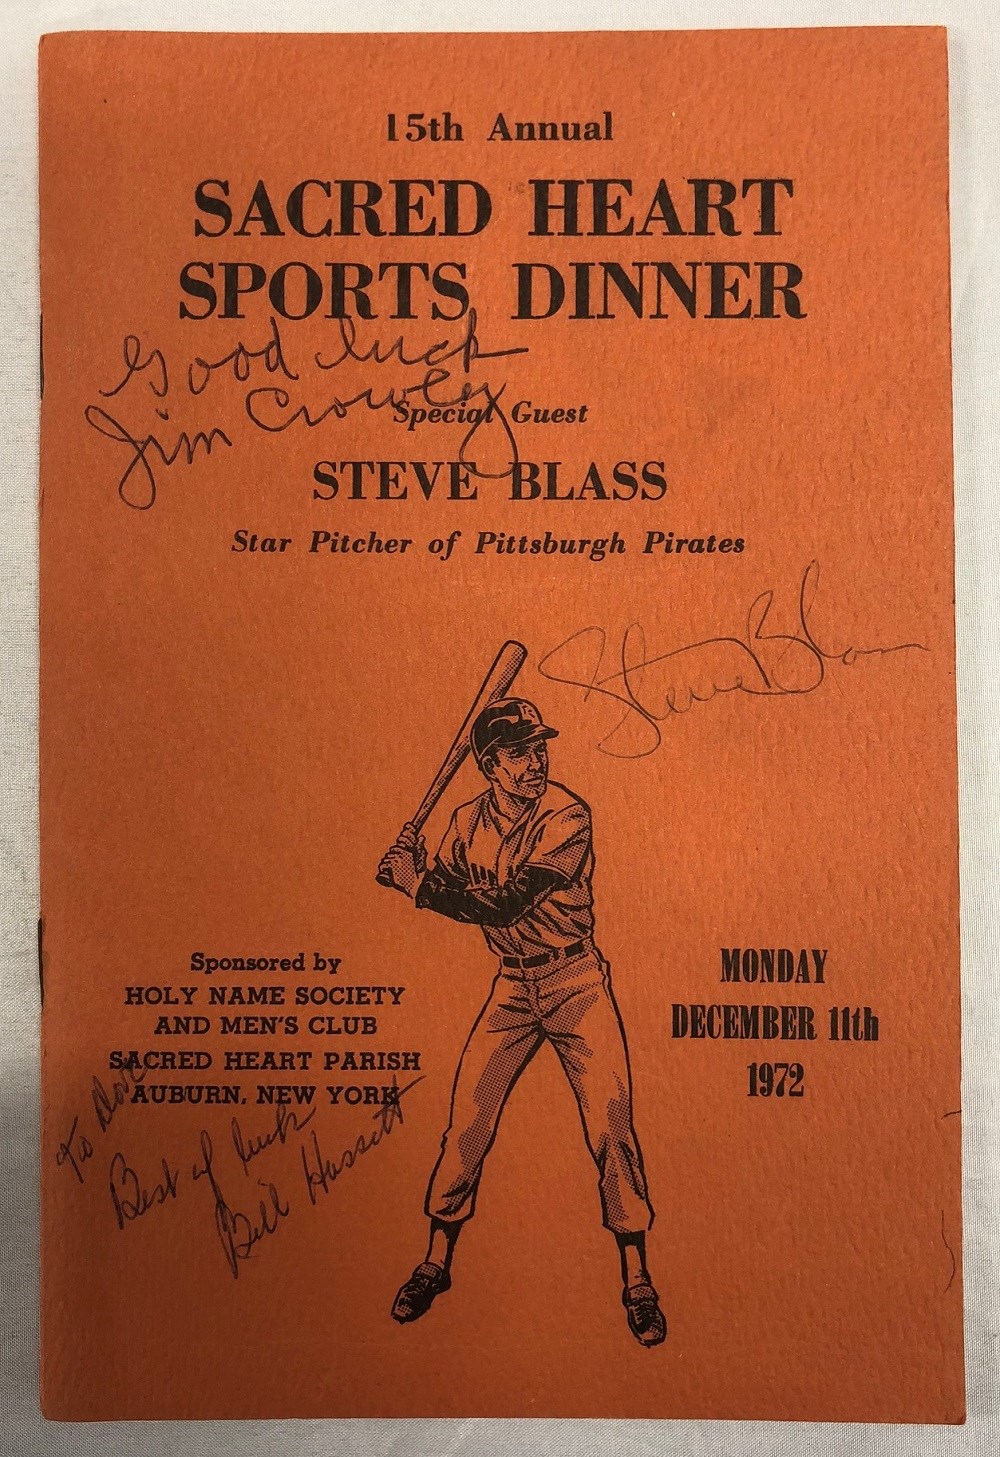 15th Annual
SACRED HEART
SPORTS DINNER
Good luck
Jim Crowley
Special Guest
STEVE BLASS
Star Pitcher of Pittsburgh Pirates
Steve Blass
Sponsored by
HOLY NAME SOCIETY
AND MEN'S CLUB
SACRED HEART PARISH
AUBURN, NEW YORK
MONDAY
DECEMBER 11th
1972
To
Best of luck
Bill Hassett